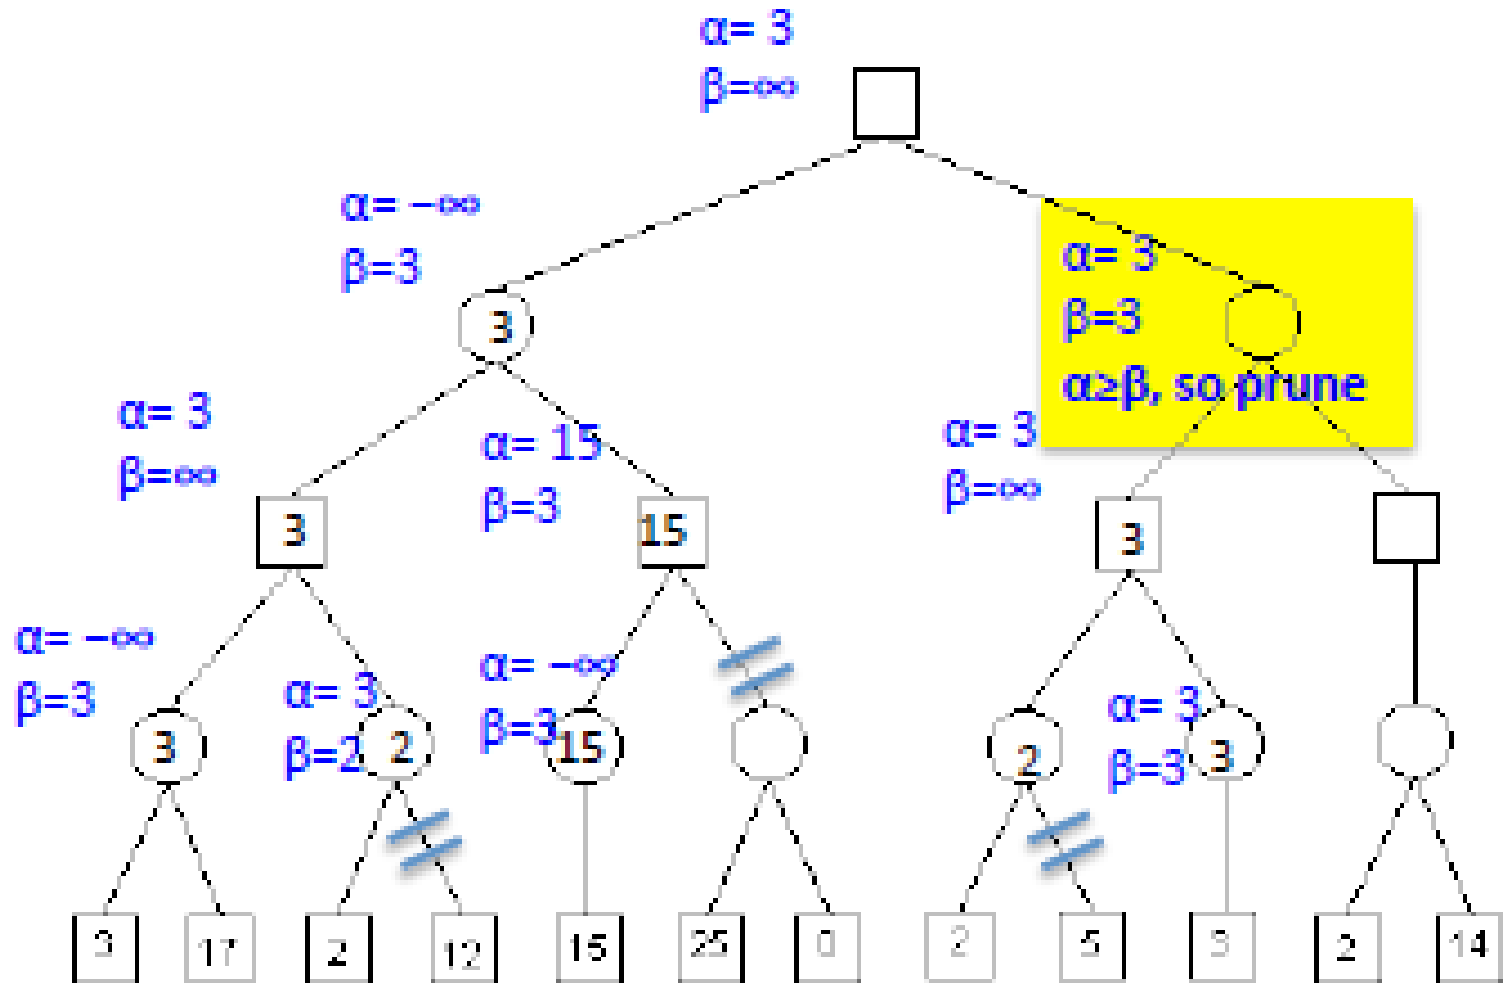 α= 3
β=∞
α= −∞
β=3
α= 3
β=3
α≥β, so prune
3
α= 3
β=∞
α= 15
β=3
α= 3
β=∞
3
15
3
α= −∞
β=3
α= 3
β=2
α= −∞
β=3
α= 3
β=3
3
2
15
2
3
3
17
2
12
15
25
0
2
5
3
2
14